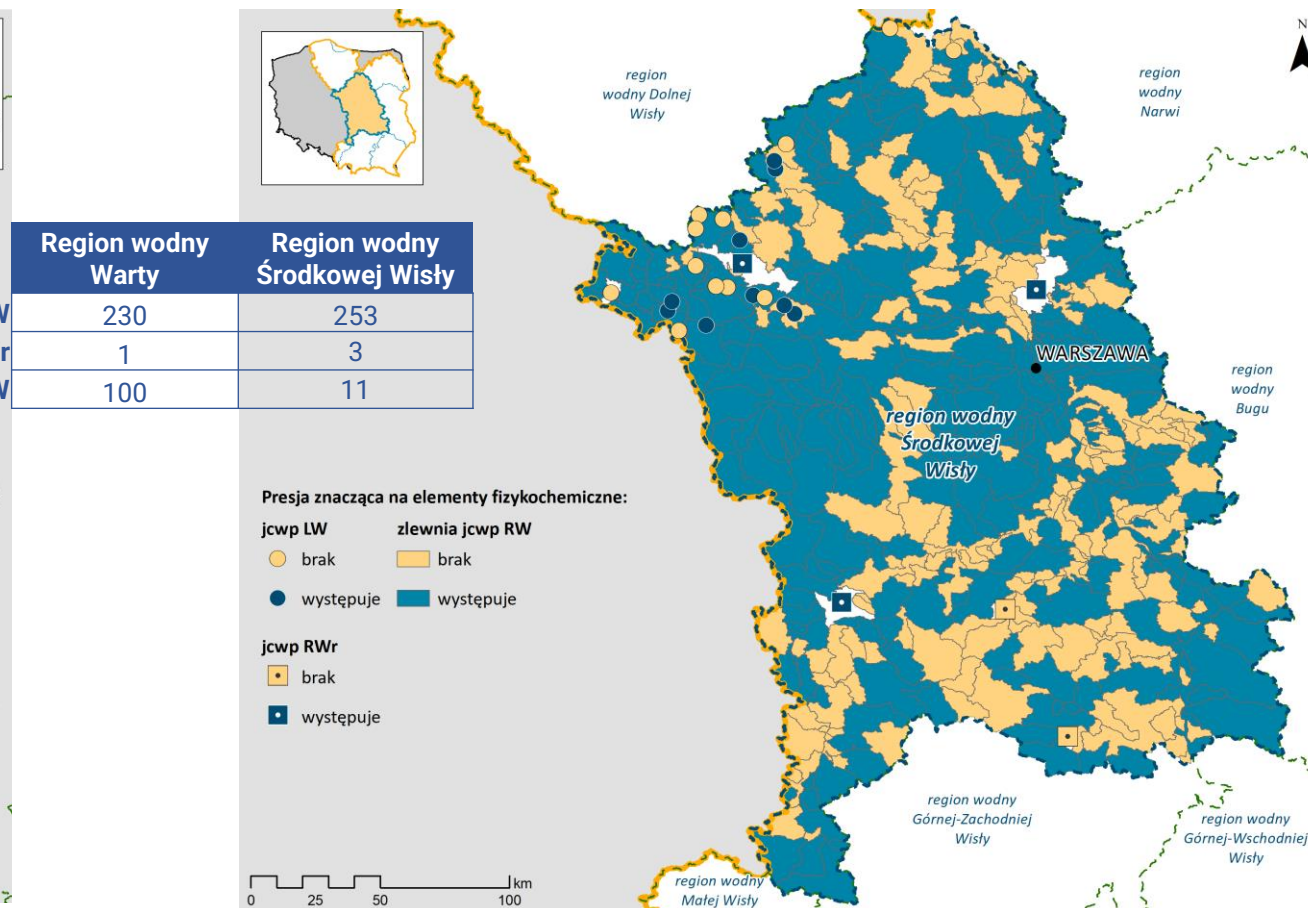 N
region
wodny Dolnej
Wisły
region
wodny
Narwi
Region wodny Warty Region wodny Środkowej Wisły
W 230 253
r 1 3
W 100 11
WARSZAWA
region
wodny
Bugu
region wodny
Środkowej
Wisły
Presja znacząca na elementy fizykochemiczne:
jcwp LW zlewnia jcwp RW
brak brak
występuje występuje
jcwp RWr
brak
występuje
region wodny
Górnej-Zachodniej
Wisły
region wodny
Górnej-Wschodniej
Wisły
region wodny
Małej Wisły
km
0 25 50 100